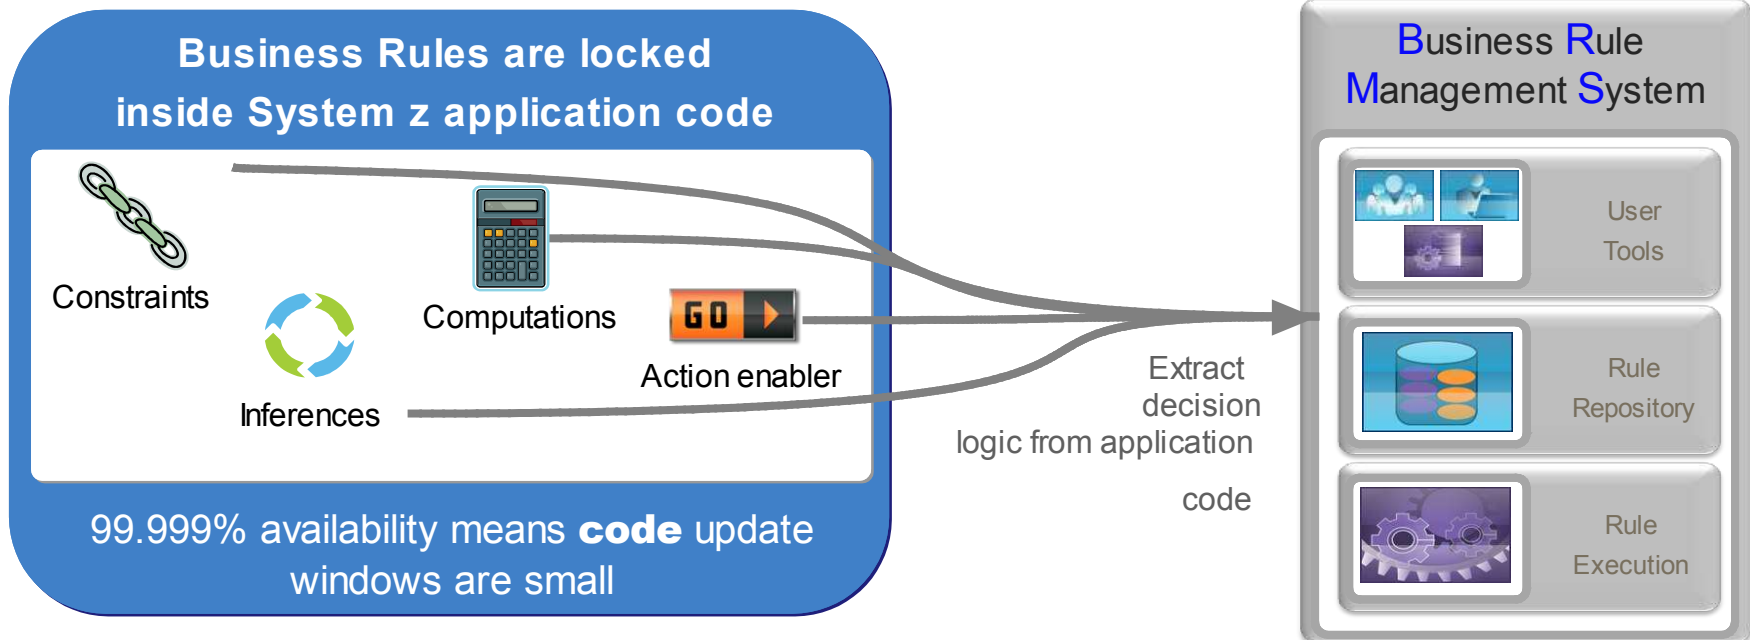 Business Rules are locked
inside System z application code
Constraints
Computations
Inferences
GO
Action enabler
99.999% availability means code update
windows are small
Extract
decision
logic from application
code
Business Rule
Management System
User
Tools
Rule
Repository
Rule
Execution